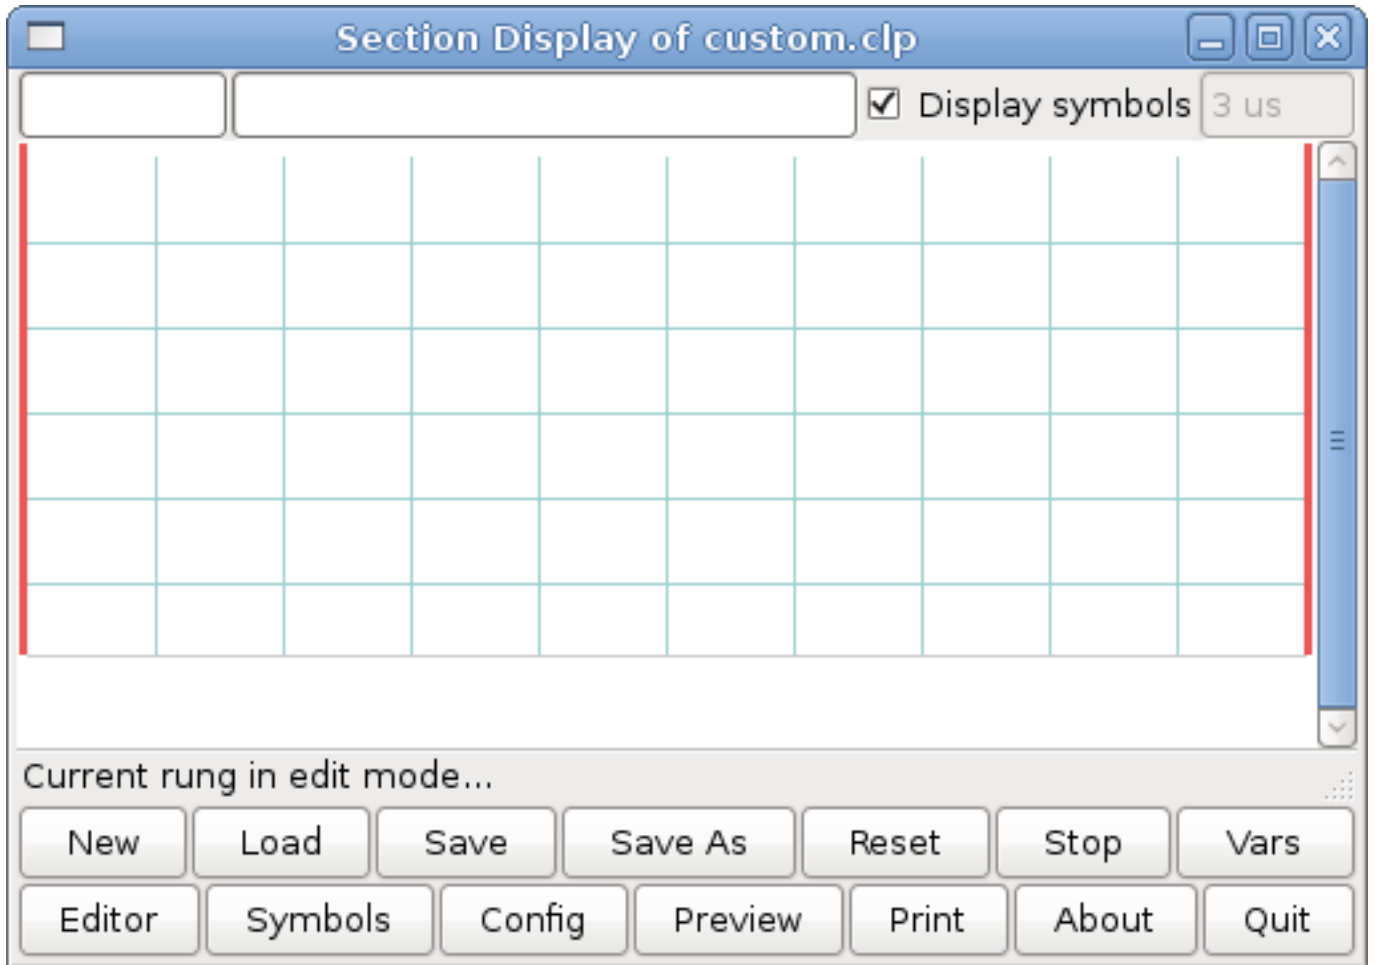 Section Display of custom.clp
Display symbols 3 us
Current rung in edit mode...
New Load Save Save As Reset Stop Vars
Editor Symbols Config Preview Print About Quit